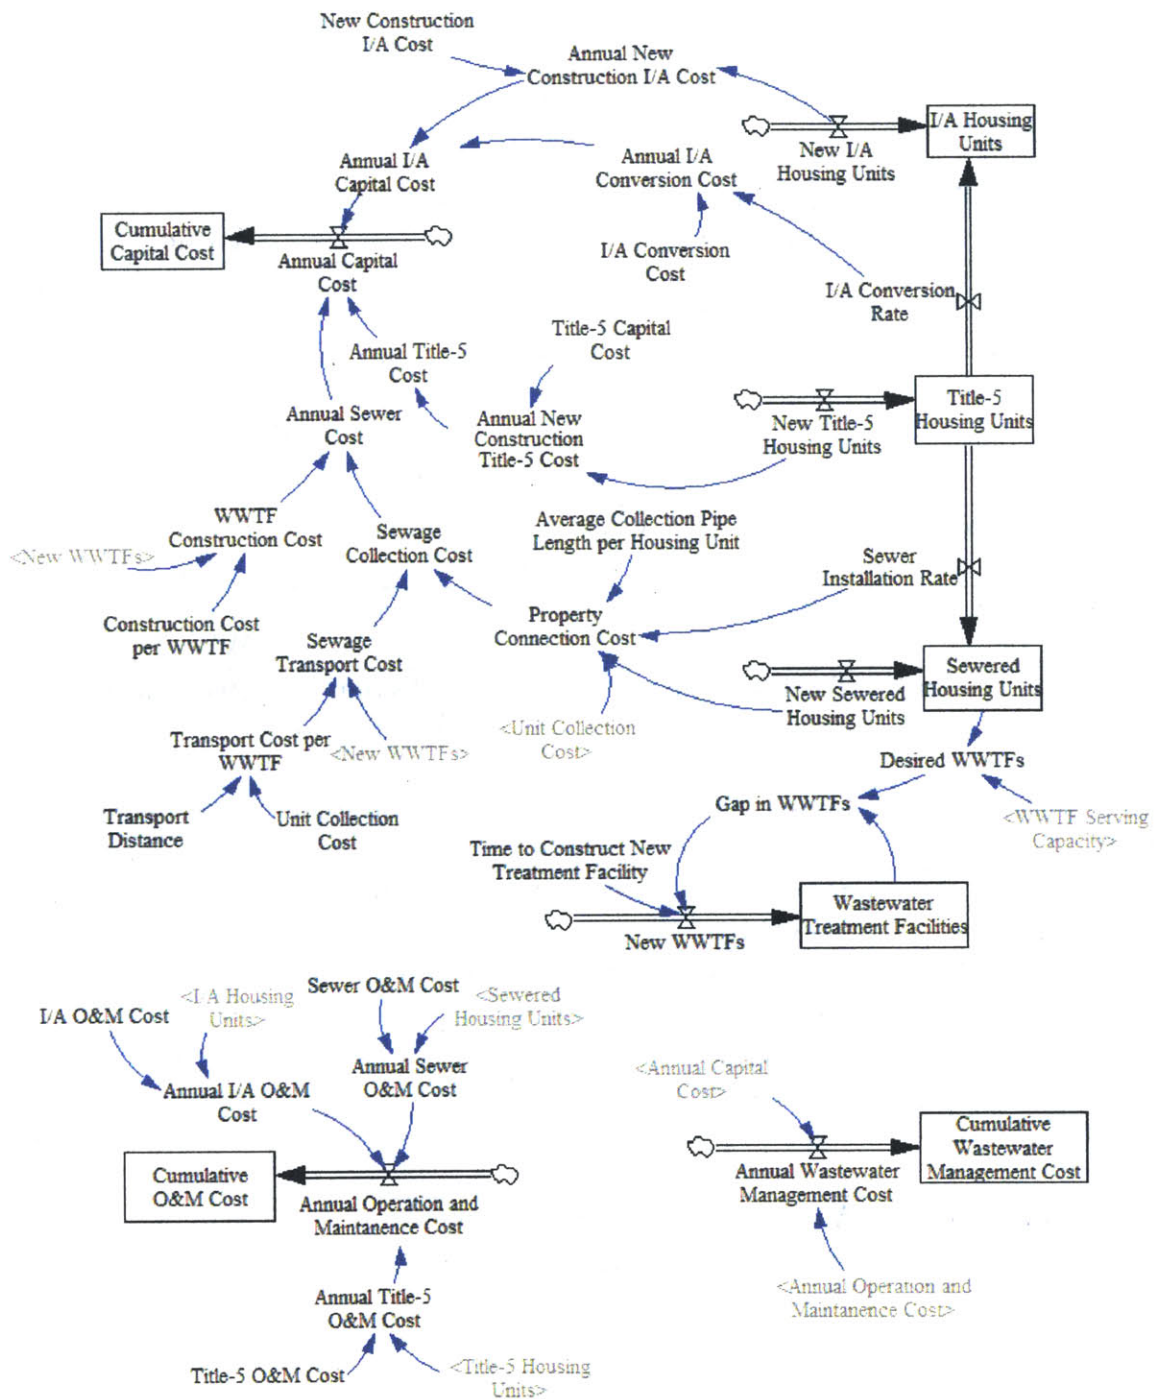 New Construction
I/A Cost
Annual New
Construction I/A Cost
I/A Housing
Units
New I/A
Housing Units
Annual I/A
Capital Cost
Annual I/A
Conversion Cost
Cumulative
Capital Cost
Annual Capital
Cost
I/A Conversion
Cost
I/A Conversion
Rate
Title-5 Capital
Cost
Annual Title-5
Cost
Title-5
Housing Units
New Title-5
Housing Units
Annual Sewer
Cost
Annual New
Construction
Title-5 Cost
WWTF
Construction Cost
<New WWTFs>
Sewage
Collection Cost
Average Collection Pipe
Length per Housing Unit
Sewer
Installation Rate
Construction Cost
per WWTF
Sewage
Transport Cost
Property
Connection Cost
Sewered
Housing Units
New Sewered
Housing Units
<Unit Collection
Cost>
Transport Cost per
WWTF
<New WWTFs>
Desired WWTFs
Transport
Distance
Unit Collection
Cost
Gap in WWTFs
<WWTF Serving
Capacity>
Time to Construct New
Treatment Facility
Wastewater
Treatment Facilities
New WWTFs
I/A O&M Cost
<I/A Housing
Units>
Sewer O&M Cost
<Sewered
Housing Units>
Annual I/A O&M
Cost
Annual Sewer
O&M Cost
<Annual Capital
Cost>
Cumulative
O&M Cost
Annual Operation and
Maintanence Cost
Annual Wastewater
Management Cost
Cumulative
Wastewater
Management Cost
Annual Title-5
O&M Cost
<Annual Operation and
Maintanence Cost>
Title-5 O&M Cost
<Title-5 Housing
Units>